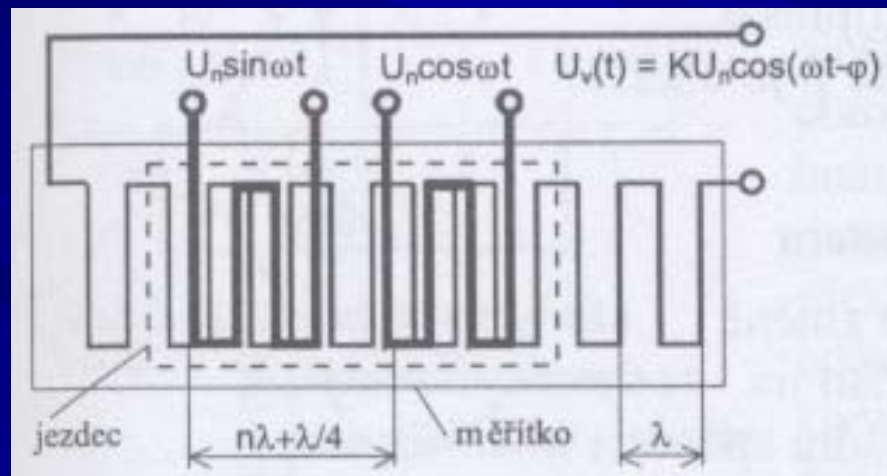 Uₙsinωt Uₙcosωt Uᵥ(t) = KUₙcos(ωt-φ)
jezdec nλ+λ/4 měřítko λ